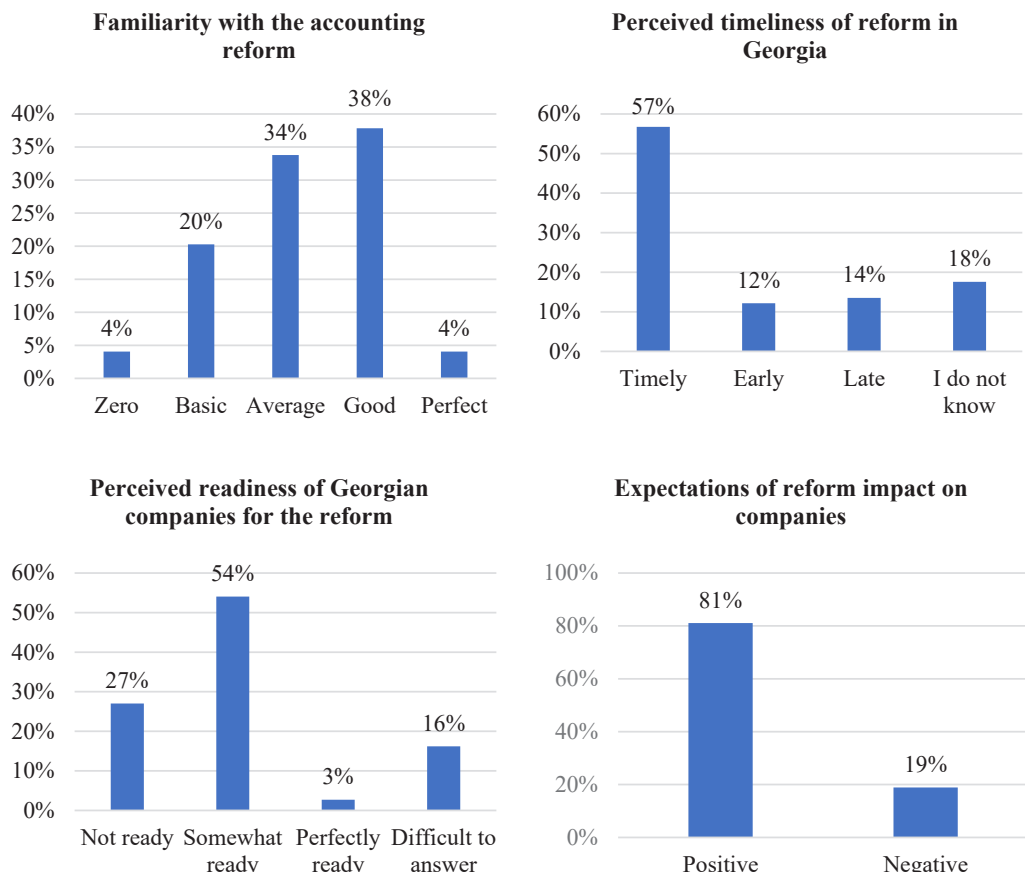 Familiarity with the accounting
reform
40%
35%
30%
25%
20%
15%
10%
5%
0%
4%
20%
34%
38%
4%
Zero
Basic
Average
Good
Perfect
Perceived timeliness of reform in
Georgia
60%
50%
40%
30%
20%
10%
0%
57%
12%
14%
18%
Timely
Early
Late
I do not
know
Perceived readiness of Georgian
companies for the reform
60%
50%
40%
30%
20%
10%
0%
27%
54%
3%
16%
Not ready
Somewhat
ready
Perfectly
ready
Difficult to
answer
Expectations of reform impact on
companies
100%
80%
60%
40%
20%
0%
81%
19%
Positive
Negative